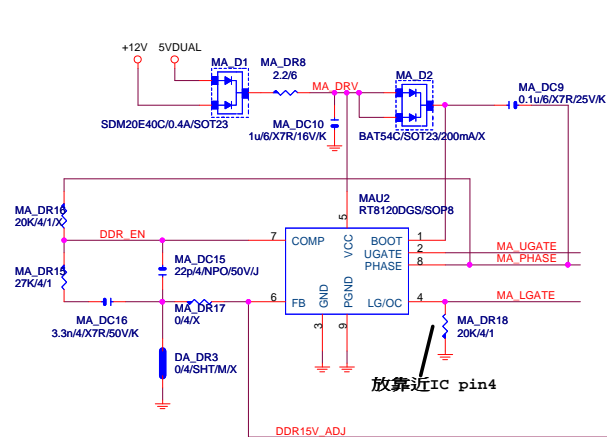 +12V
5VDUAL
MA_D1
MA_DR8
2.2/6
MA_DRV
MA_D2
MA_DC9
0.1u/6/X7R/25V/K
SDM20E40C/0.4A/SOT23
MA_DC10
1u/6/X7R/16V/K
BAT54C/SOT23/200mA/X
MA_DR16
20K/4/1/X
MAU2
RT8120DGS/SOP8
DDR_EN
5
7
COMP
VCC
BOOT
1
UGATE
2
MA_UGATE
PHASE
8
MA_PHASE
MA_DR15
27K/4/1
MA_DC15
22p/4/NPO/50V/J
6
FB
GND
PGND
LG/OC
4
MA_LGATE
MA_DC16
3.3n/4/X7R/50V/K
MA_DR17
0/4/X
3
9
MA_DR18
20K/4/1
DA_DR3
0/4/SHT/M/X
放靠近IC pin4
DDR15V_ADJ